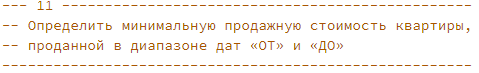 --- 11 --------------------------------------------------
-- Определить минимальную продажную стоимость квартиры,
-- проданной в диапазоне дат «ОТ» и «ДО»
---------------------------------------------------------